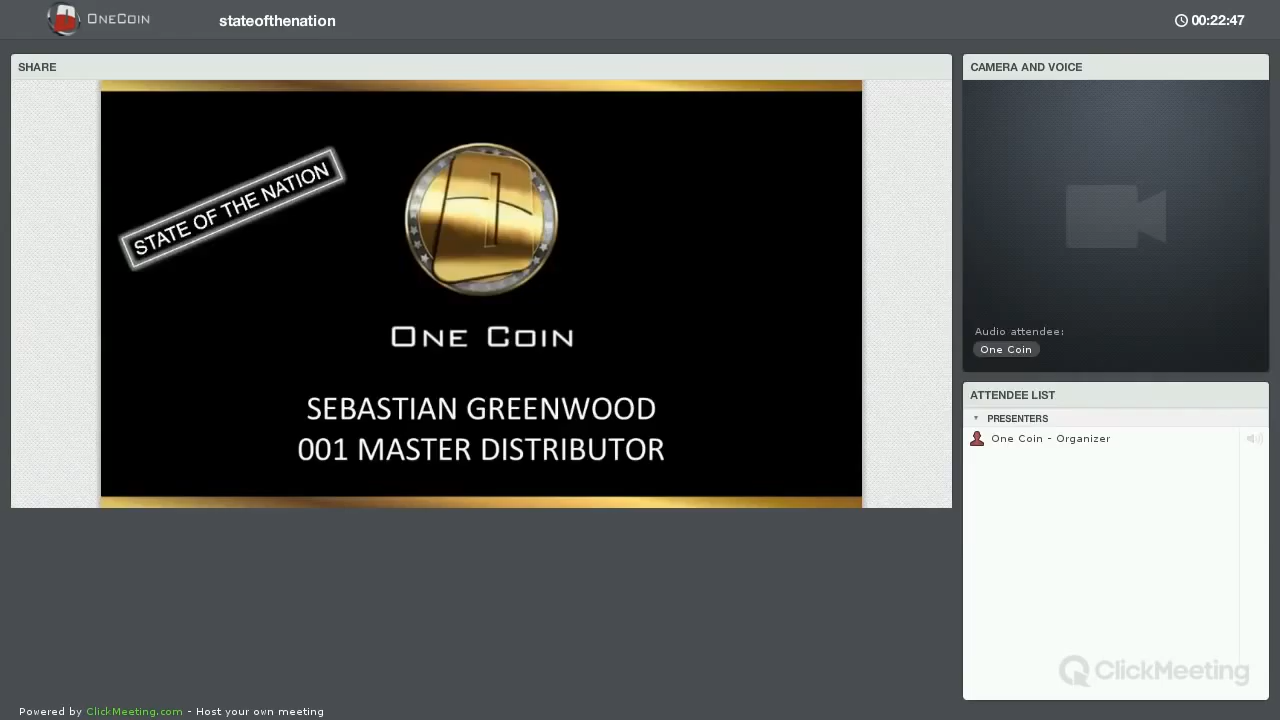 ONECOIN
stateofthenation
00:22:47
SHARE
STATE OF THE NATION
ONE COIN
SEBASTIAN GREENWOOD
001 MASTER DISTRIBUTOR
CAMERA AND VOICE
Audio attendee:
One Coin
ATTENDEE LIST
PRESENTERS
One Coin - Organizer
ClickMeeting
Powered by ClickMeeting.com - Host your own meeting